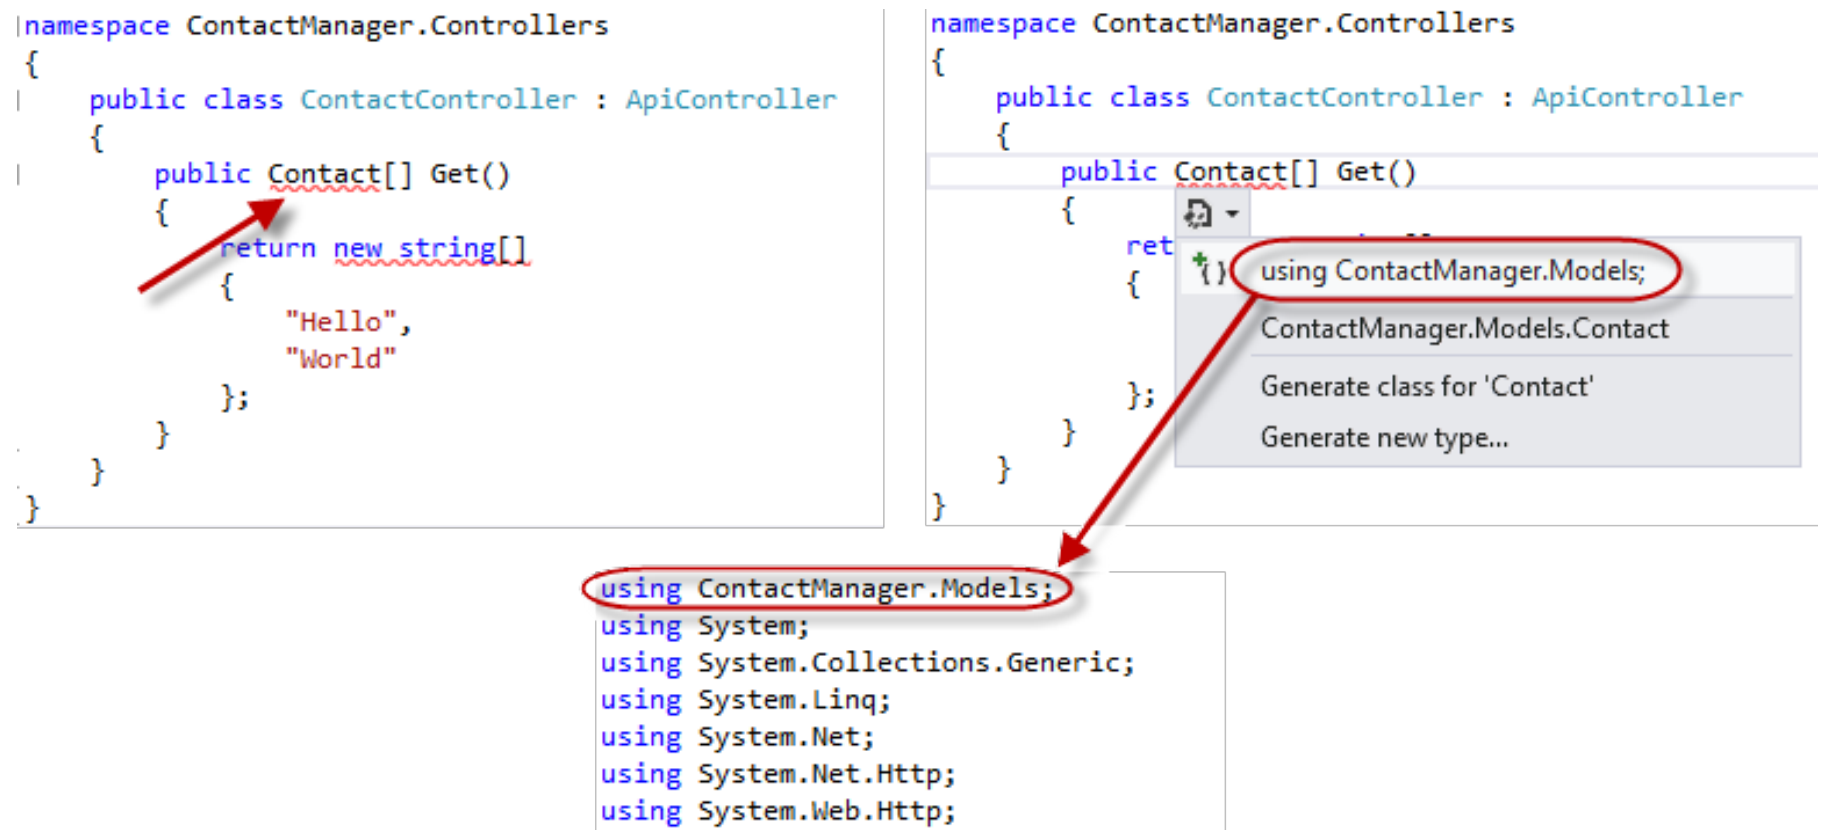 namespace ContactManager.Controllers
{
public class ContactController : ApiController
{
public Contact[] Get()
{
return new string[]
{
"Hello",
"World"
};
}
}
}
namespace ContactManager.Controllers
{
public class ContactController : ApiController
{
public Contact[] Get()
{
ret
{
using ContactManager.Models;
ContactManager.Models.Contact
Generate class for 'Contact'
Generate new type...
};
}
}
}
using ContactManager.Models;
using System;
using System.Collections.Generic;
using System.Linq;
using System.Net;
using System.Net.Http;
using System.Web.Http;